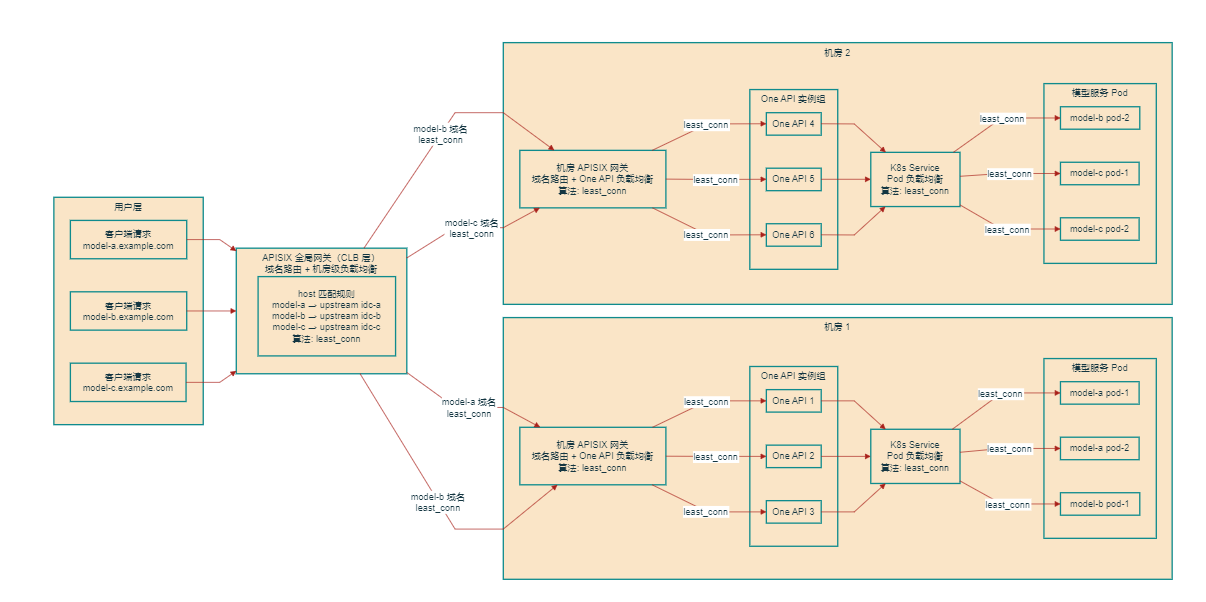 用户层
客户端请求
model-a.example.com
客户端请求
model-b.example.com
客户端请求
model-c.example.com
APISIX 全局网关（CLB 层）
域名路由 + 机房级负载均衡
host 匹配规则
model-a → upstream idc-a
model-b → upstream idc-b
model-c → upstream idc-c
算法: least_conn
model-b 域名
least_conn
model-c 域名
least_conn
model-a 域名
least_conn
model-b 域名
least_conn
机房 2
机房 APISIX 网关
域名路由 + One API 负载均衡
算法: least_conn
least_conn
least_conn
least_conn
One API 实例组
One API 4
One API 5
One API 6
K8s Service
Pod 负载均衡
算法: least_conn
least_conn
least_conn
least_conn
模型服务 Pod
model-b pod-2
model-c pod-1
model-c pod-2
机房 1
机房 APISIX 网关
域名路由 + One API 负载均衡
算法: least_conn
least_conn
least_conn
least_conn
One API 实例组
One API 1
One API 2
One API 3
K8s Service
Pod 负载均衡
算法: least_conn
least_conn
least_conn
least_conn
模型服务 Pod
model-a pod-1
model-a pod-2
model-b pod-1